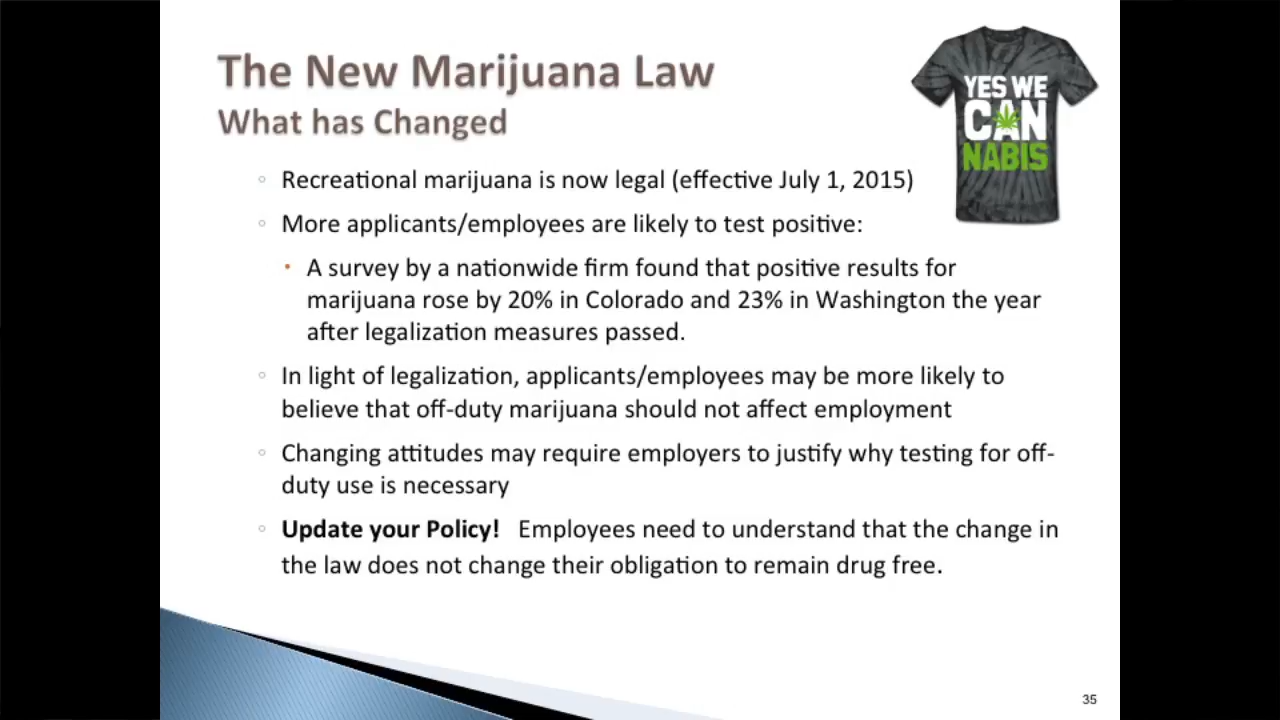 The New Marijuana Law
What has Changed
YES WE
CAN
NABIS
◦ Recreational marijuana is now legal (effective July 1, 2015)
◦ More applicants/employees are likely to test positive:
• A survey by a nationwide firm found that positive results for
marijuana rose by 20% in Colorado and 23% in Washington the year
after legalization measures passed.
◦ In light of legalization, applicants/employees may be more likely to
believe that off-duty marijuana should not affect employment
◦ Changing attitudes may require employers to justify why testing for off-
duty use is necessary
◦ Update your Policy! Employees need to understand that the change in
the law does not change their obligation to remain drug free.
35